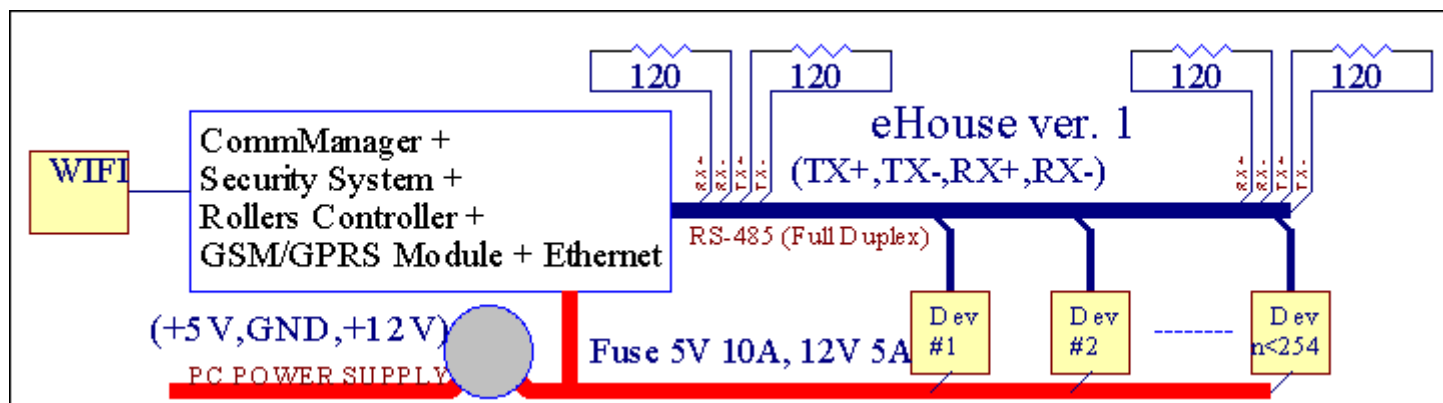 120
120
120
120
eHouse ver. 1
(TX+,TX-,RX+,RX-)
RX+
RX-
TX+
TX-
RX+
RX-
TX+
TX-
WIFI
CommManager +
Security System +
Rollers Controller +
GSM/GPRS Module + Ethernet
RS-485 (Full Duplex)
(+5V,GND,+12V)
PC POWER SUPPLY
Fuse 5V 10A, 12V 5A
Dev
#1
Dev
#2
Dev
n<254